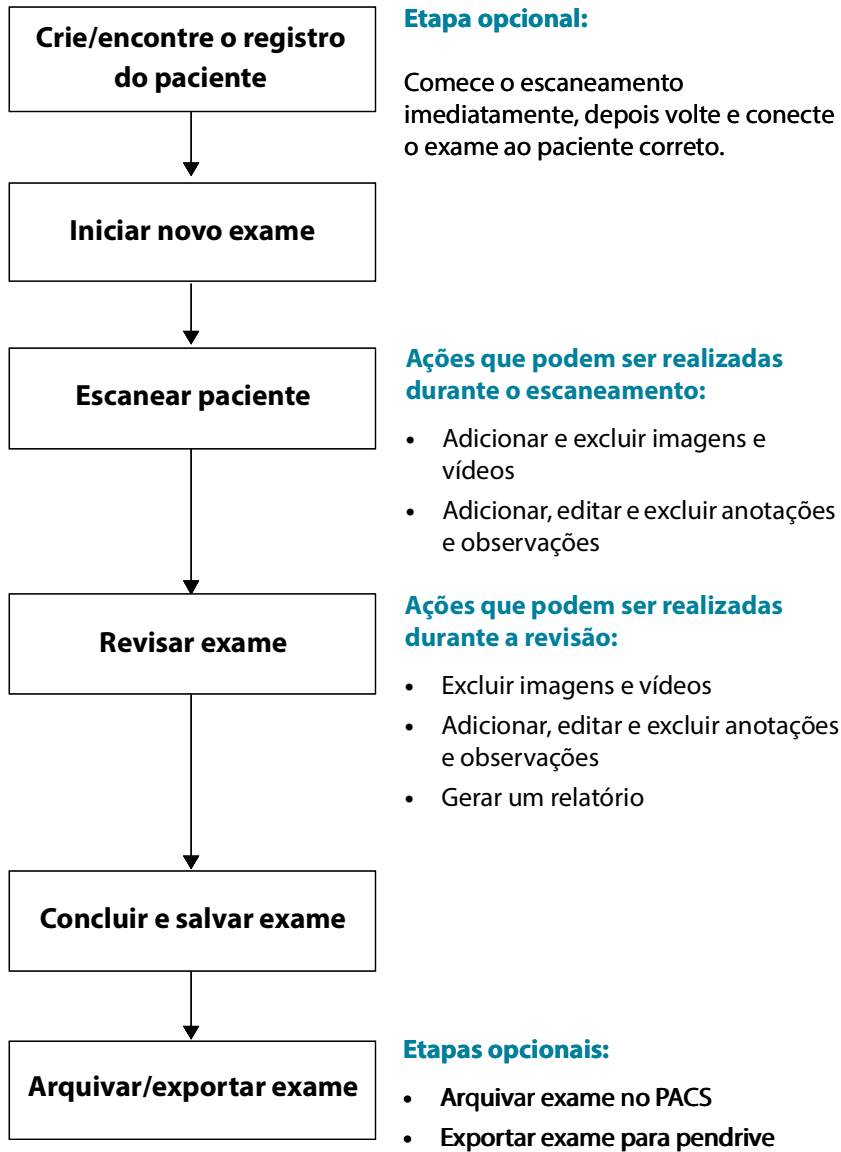 Crie/encontre o registro
do paciente
Etapa opcional:
Comece o escaneamento
imediatamente, depois volte e conecte
o exame ao paciente correto.
Iniciar novo exame
Escanear paciente
Ações que podem ser realizadas
durante o escaneamento:
• Adicionar e excluir imagens e
vídeos
• Adicionar, editar e excluir anotações
e observações
Revisar exame
Ações que podem ser realizadas
durante a revisão:
• Excluir imagens e vídeos
• Adicionar, editar e excluir anotações
e observações
• Gerar um relatório
Concluir e salvar exame
Arquivar/exportar exame
Etapas opcionais:
• Arquivar exame no PACS
• Exportar exame para pendrive